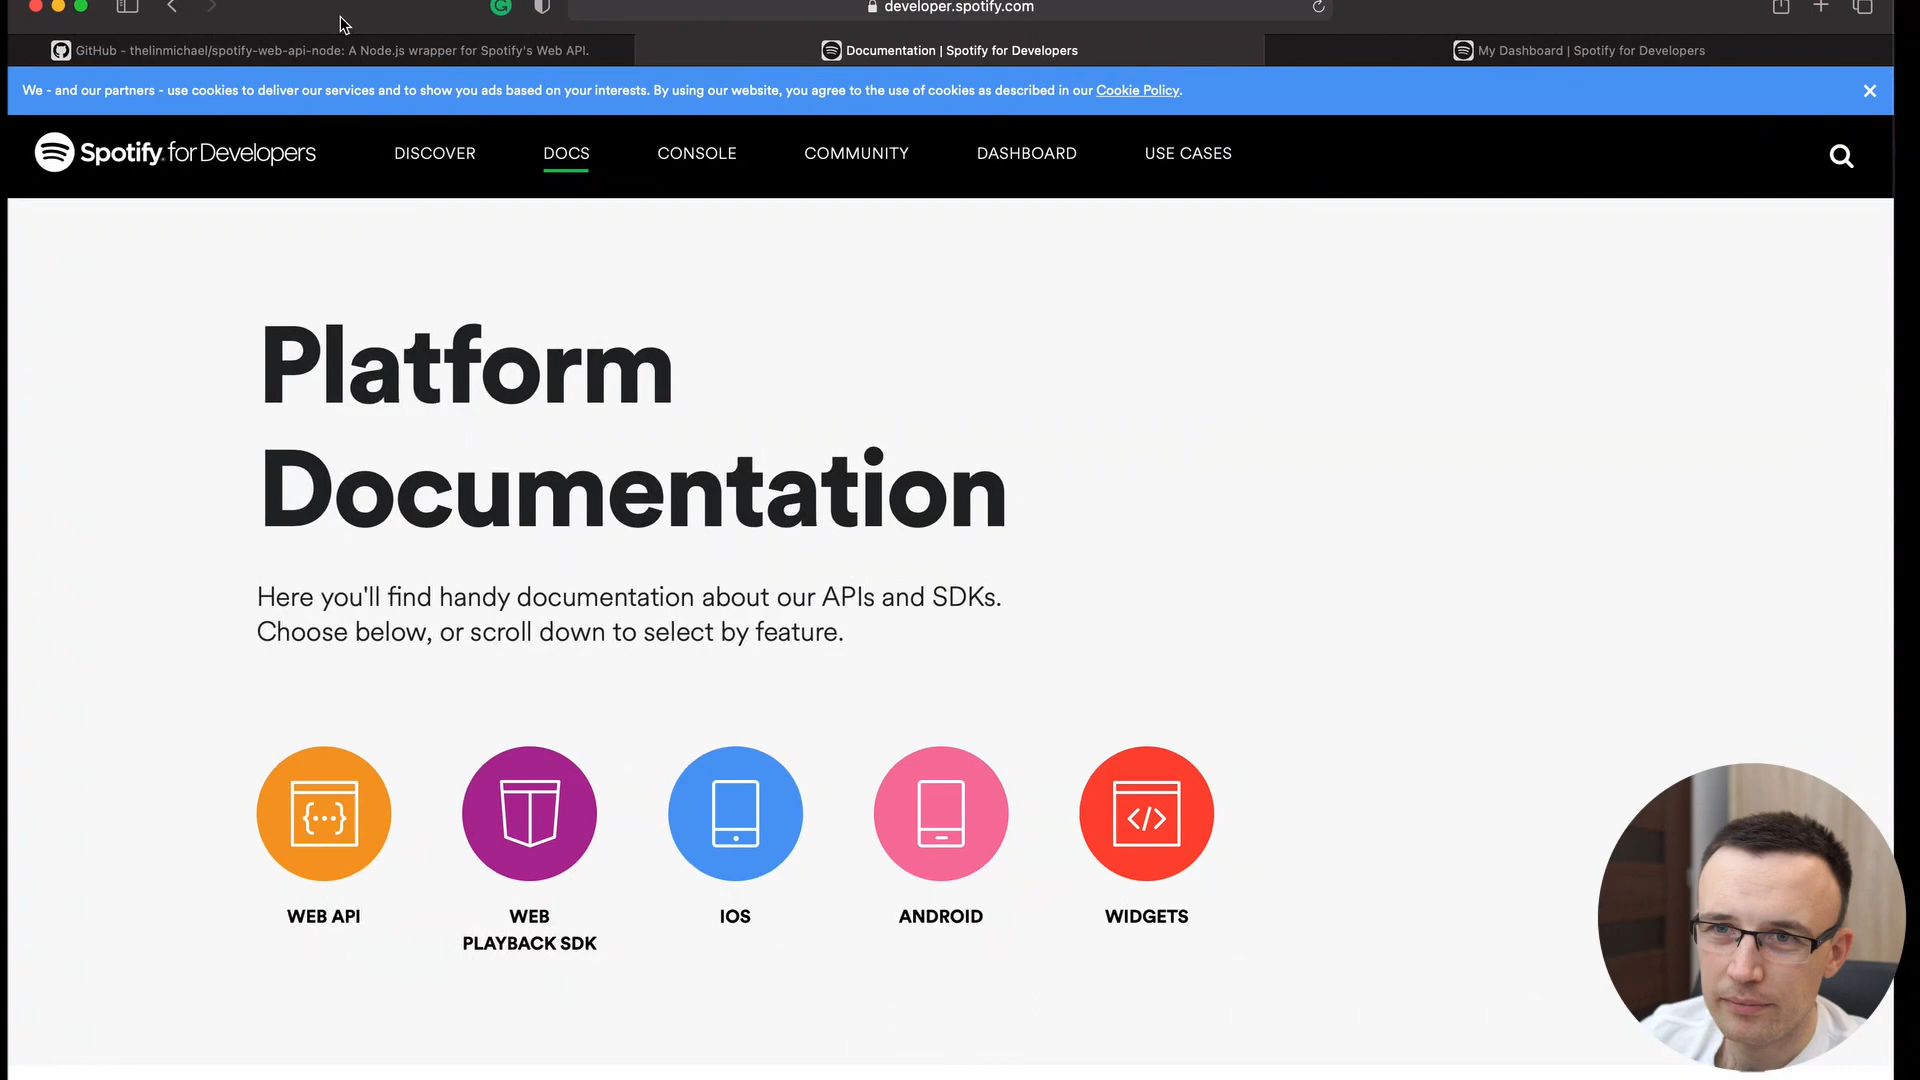 developer.spotify.com
GitHub - thelinmichael/spotify-web-api-node: A Node.js wrapper for Spotify's Web API.
Documentation | Spotify for Developers
My Dashboard | Spotify for Developers
We - and our partners - use cookies to deliver our services and to show you ads based on your interests. By using our website, you agree to the use of cookies as described in our Cookie Policy.
Spotify for Developers
DISCOVER
DOCS
CONSOLE
COMMUNITY
DASHBOARD
USE CASES
Platform
Documentation
Here you'll find handy documentation about our APIs and SDKs.
Choose below, or scroll down to select by feature.
WEB API
WEB
PLAYBACK SDK
IOS
ANDROID
WIDGETS